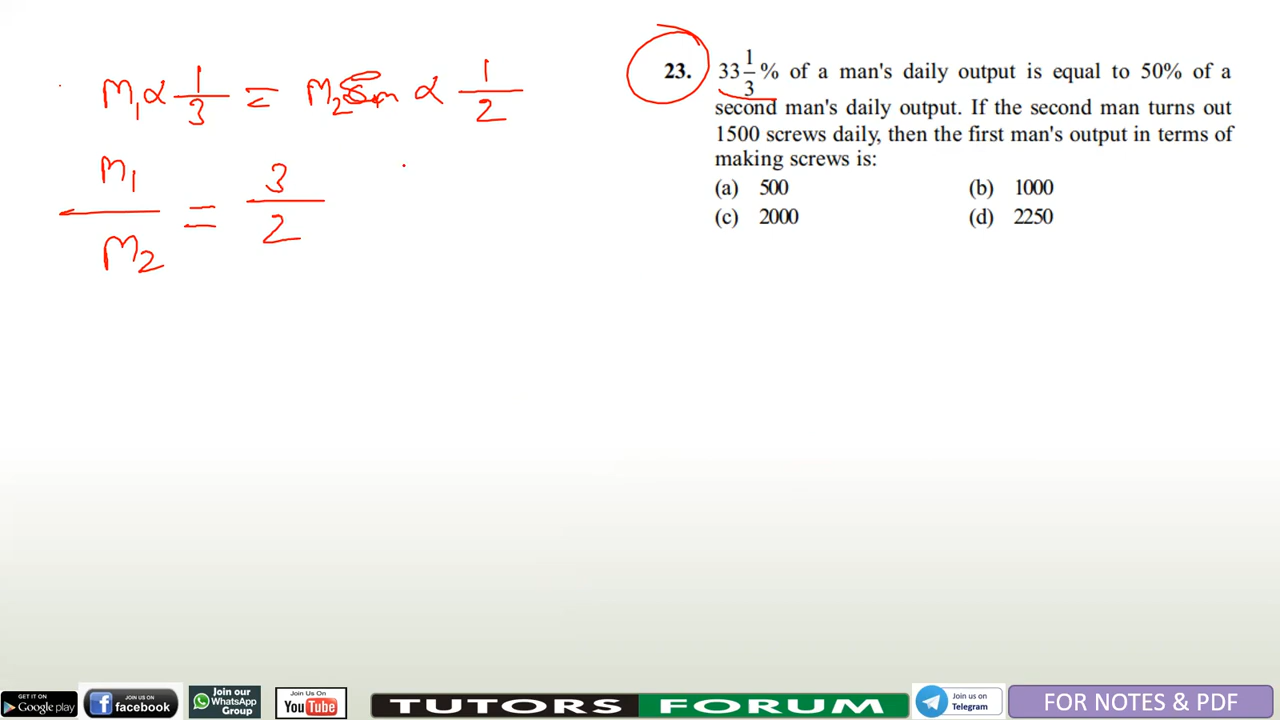 M₁ ∝ 1/3 = M₂ ∝ 1/2
M₁/M₂ = 3/2
23. 33 1/3 % of a man's daily output is equal to 50% of a
second man's daily output. If the second man turns out
1500 screws daily, then the first man's output in terms of
making screws is:
(a) 500 (b) 1000
(c) 2000 (d) 2250
GET IT ON
Google play
JOIN US ON
facebook
Join our
WhatsApp
Group
Join Us On
YouTube
TUTORS FORUM
Join us on
Telegram
FOR NOTES & PDF